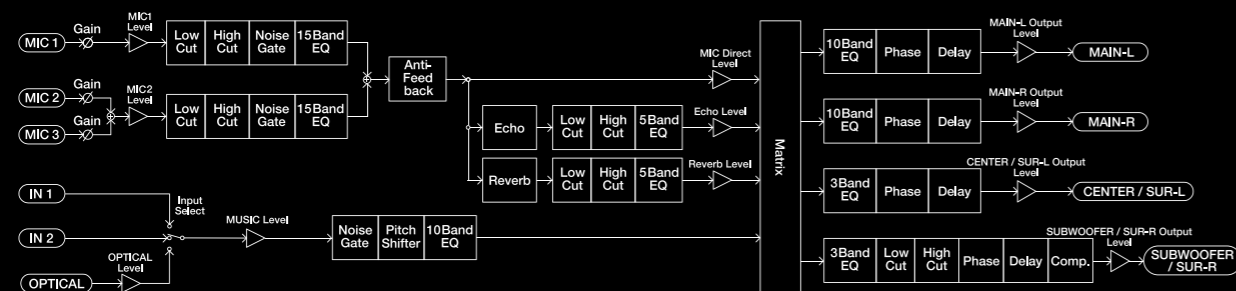 MIC 1
Gain
MIC1
Level
Low
Cut
High
Cut
Noise
Gate
15Band
EQ
MIC 2
Gain
MIC 3
Gain
MIC2
Level
Low
Cut
High
Cut
Noise
Gate
15Band
EQ
Anti-
Feed
back
MIC Direct
Level
Echo
Low
Cut
High
Cut
5Band
EQ
Echo Level
Reverb
Low
Cut
High
Cut
5Band
EQ
Reverb Level
IN 1
IN 2
OPTICAL
OPTICAL
Level
Input
Select
MUSIC Level
Noise
Gate
Pitch
Shifter
10Band
EQ
Matrix
10Band
EQ
Phase
Delay
MAIN-L Output
Level
MAIN-L
10Band
EQ
Phase
Delay
MAIN-R Output
Level
MAIN-R
3Band
EQ
Phase
Delay
CENTER / SUR-L Output
Level
CENTER / SUR-L
3Band
EQ
Low
Cut
High
Cut
Phase
Delay
Comp.
SUBWOOFER / SUR-R Output
Level
SUBWOOFER
/ SUR-R